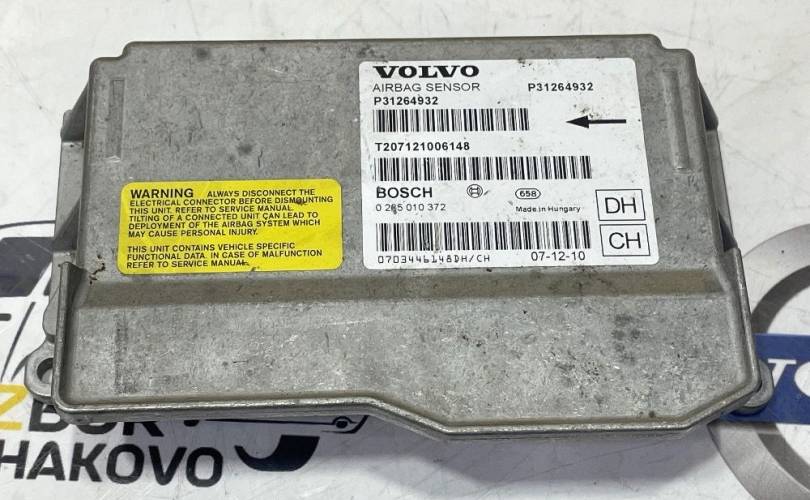 VOLVO
AIRBAG SENSOR P31264932
P31264932
T207121006148
BOSCH 658
0 285 010 372 Made in Hungary
DH
CH
0703446148DH/CH 07-12-10
WARNING ALWAYS DISCONNECT THE
ELECTRICAL CONNECTOR BEFORE DISMOUNTING
THIS UNIT. REFER TO SERVICE MANUAL.
TILTING OF A CONNECTED UNIT CAN LEAD TO
DEPLOYMENT OF THE AIRBAG SYSTEM WHICH
MAY CAUSE PERSONAL INJURY.
THIS UNIT CONTAINS VEHICLE SPECIFIC
FUNCTIONAL DATA. IN CASE OF MALFUNCTION
REFER TO SERVICE MANUAL.
HAKOVO